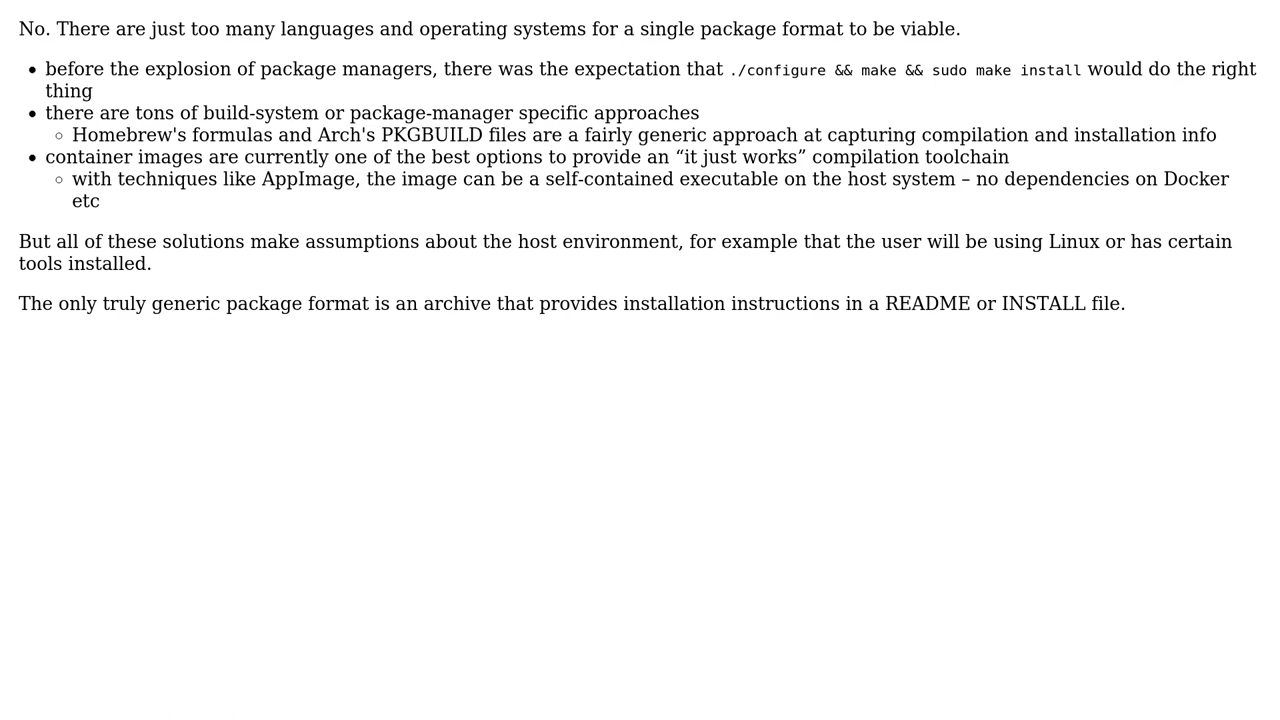 No. There are just too many languages and operating systems for a single package format to be viable.
before the explosion of package managers, there was the expectation that ./configure && make && sudo make install would do the right
thing
there are tons of build-system or package-manager specific approaches
Homebrew's formulas and Arch's PKGBUILD files are a fairly generic approach at capturing compilation and installation info
container images are currently one of the best options to provide an “it just works” compilation toolchain
with techniques like AppImage, the image can be a self-contained executable on the host system – no dependencies on Docker
etc
But all of these solutions make assumptions about the host environment, for example that the user will be using Linux or has certain
tools installed.
The only truly generic package format is an archive that provides installation instructions in a README or INSTALL file.